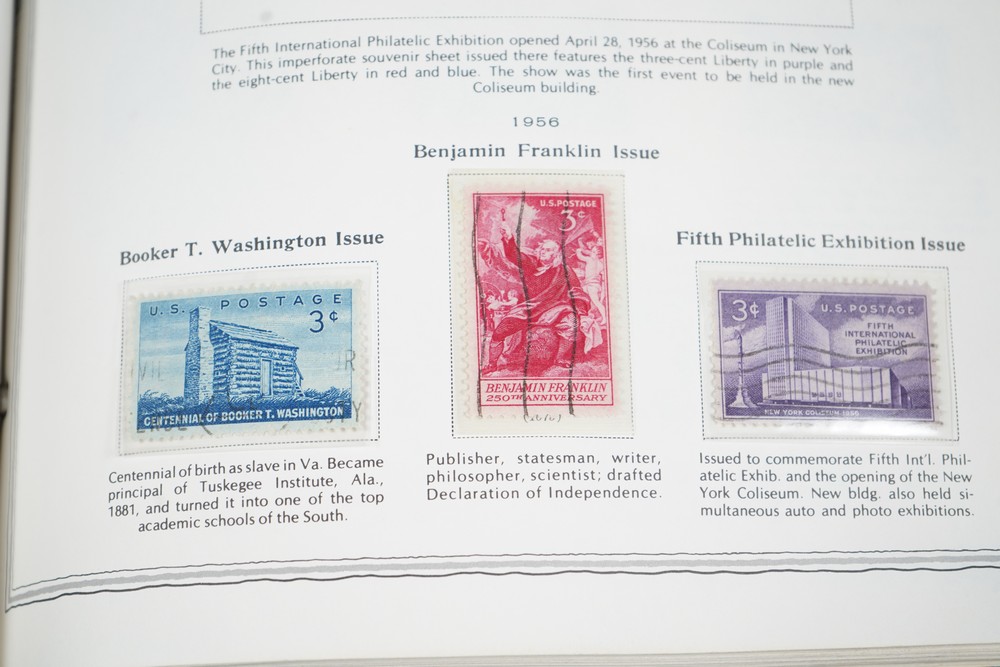 The Fifth International Philatelic Exhibition opened April 28, 1956 at the Coliseum in New York
City. This imperforate souvenir sheet issued there features the three-cent Liberty in purple and
the eight-cent Liberty in red and blue. The show was the first event to be held in the new
Coliseum building.
1956
Benjamin Franklin Issue
Booker T. Washington Issue
Fifth Philatelic Exhibition Issue
U.S. POSTAGE
3¢
CENTENNIAL OF BOOKER T. WASHINGTON
U.S. POSTAGE
3¢
BENJAMIN FRANKLIN
250TH ANNIVERSARY
3¢ U.S. POSTAGE
FIFTH
INTERNATIONAL
PHILATELIC
EXHIBITION
NEW YORK COLISEUM 1956
Centennial of birth as slave in Va. Became
principal of Tuskegee Institute, Ala.,
1881, and turned it into one of the top
academic schools of the South.
Publisher, statesman, writer,
philosopher, scientist; drafted
Declaration of Independence.
Issued to commemorate Fifth Int'l. Phil-
atelic Exhib. and the opening of the New
York Coliseum. New bldg. also held si-
multaneous auto and photo exhibitions.